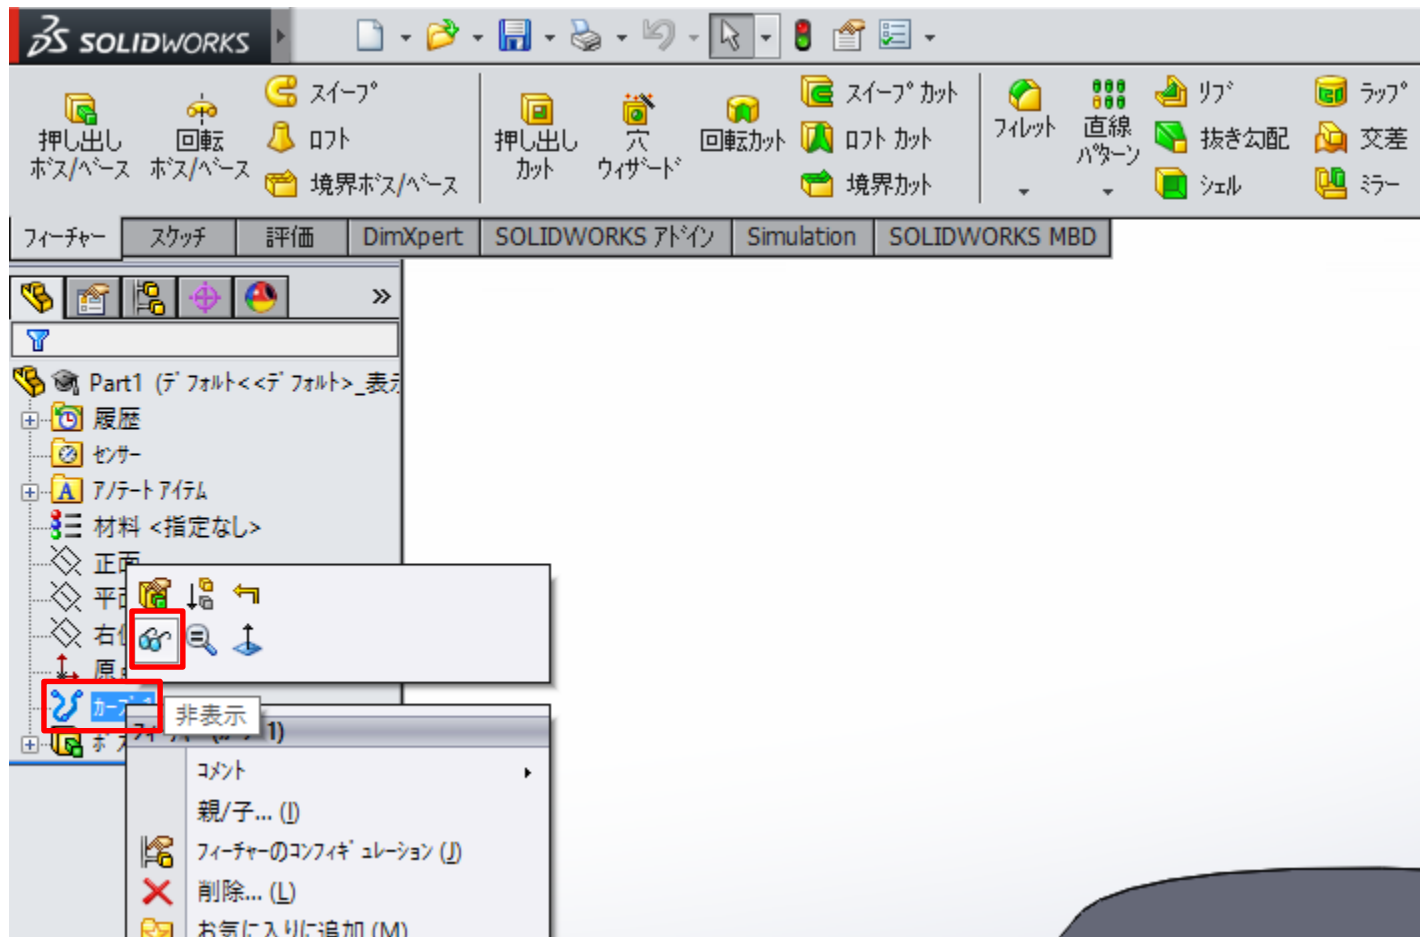 SOLIDWORKS
押し出し
ボス/ベース
回転
ボス/ベース
スイープ
ロフト
境界ボス/ベース
押し出し
カット
穴
ウィザード
回転カット
スイープ カット
ロフト カット
境界カット
フィレット
直線
パターン
リブ
抜き勾配
シェル
ラップ
交差
ミラー
フィーチャー
スケッチ
評価
DimXpert
SOLIDWORKS アドイン
Simulation
SOLIDWORKS MBD
»
Part1 (デフォルト<<デフォルト>_表示
履歴
センサー
アノテート アイテム
材料 <指定なし>
正面
平
右
原
カーブ
非表示
ボス
1)
コメント
親/子... (I)
フィーチャーのコンフィギュレーション (J)
削除... (L)
お気に入りに追加 (M)